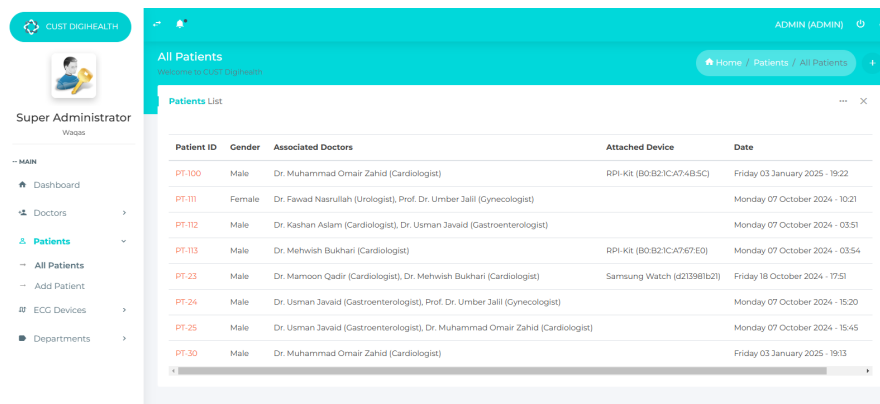 CUST DIGIHEALTH
ADMIN (ADMIN)
All Patients
Welcome to CUST Digihealth
Home / Patients / All Patients
+
Super Administrator
Waqas
-- MAIN
Dashboard
Doctors
Patients
All Patients
Add Patient
ECG Devices
Departments
Patients List
Patient ID Gender Associated Doctors Attached Device Date
PT-100 Male Dr. Muhammad Omair Zahid (Cardiologist) RPI-Kit (B0:B2:1C:A7:4B:5C) Friday 03 January 2025 - 19:22
PT-111 Female Dr. Fawad Nasrullah (Urologist), Prof. Dr. Umber Jalil (Gynecologist) Monday 07 October 2024 - 10:21
PT-112 Male Dr. Kashan Aslam (Cardiologist), Dr. Usman Javaid (Gastroenterologist) Monday 07 October 2024 - 03:51
PT-113 Male Dr. Mehwish Bukhari (Cardiologist) RPI-Kit (B0:B2:1C:A7:67:E0) Monday 07 October 2024 - 03:54
PT-23 Male Dr. Mamoon Qadir (Cardiologist), Dr. Mehwish Bukhari (Cardiologist) Samsung Watch (d213981b21) Friday 18 October 2024 - 17:51
PT-24 Male Dr. Usman Javaid (Gastroenterologist), Prof. Dr. Umber Jalil (Gynecologist) Monday 07 October 2024 - 15:20
PT-25 Male Dr. Usman Javaid (Gastroenterologist), Dr. Muhammad Omair Zahid (Cardiologist) Monday 07 October 2024 - 15:45
PT-30 Male Dr. Muhammad Omair Zahid (Cardiologist) Friday 03 January 2025 - 19:13